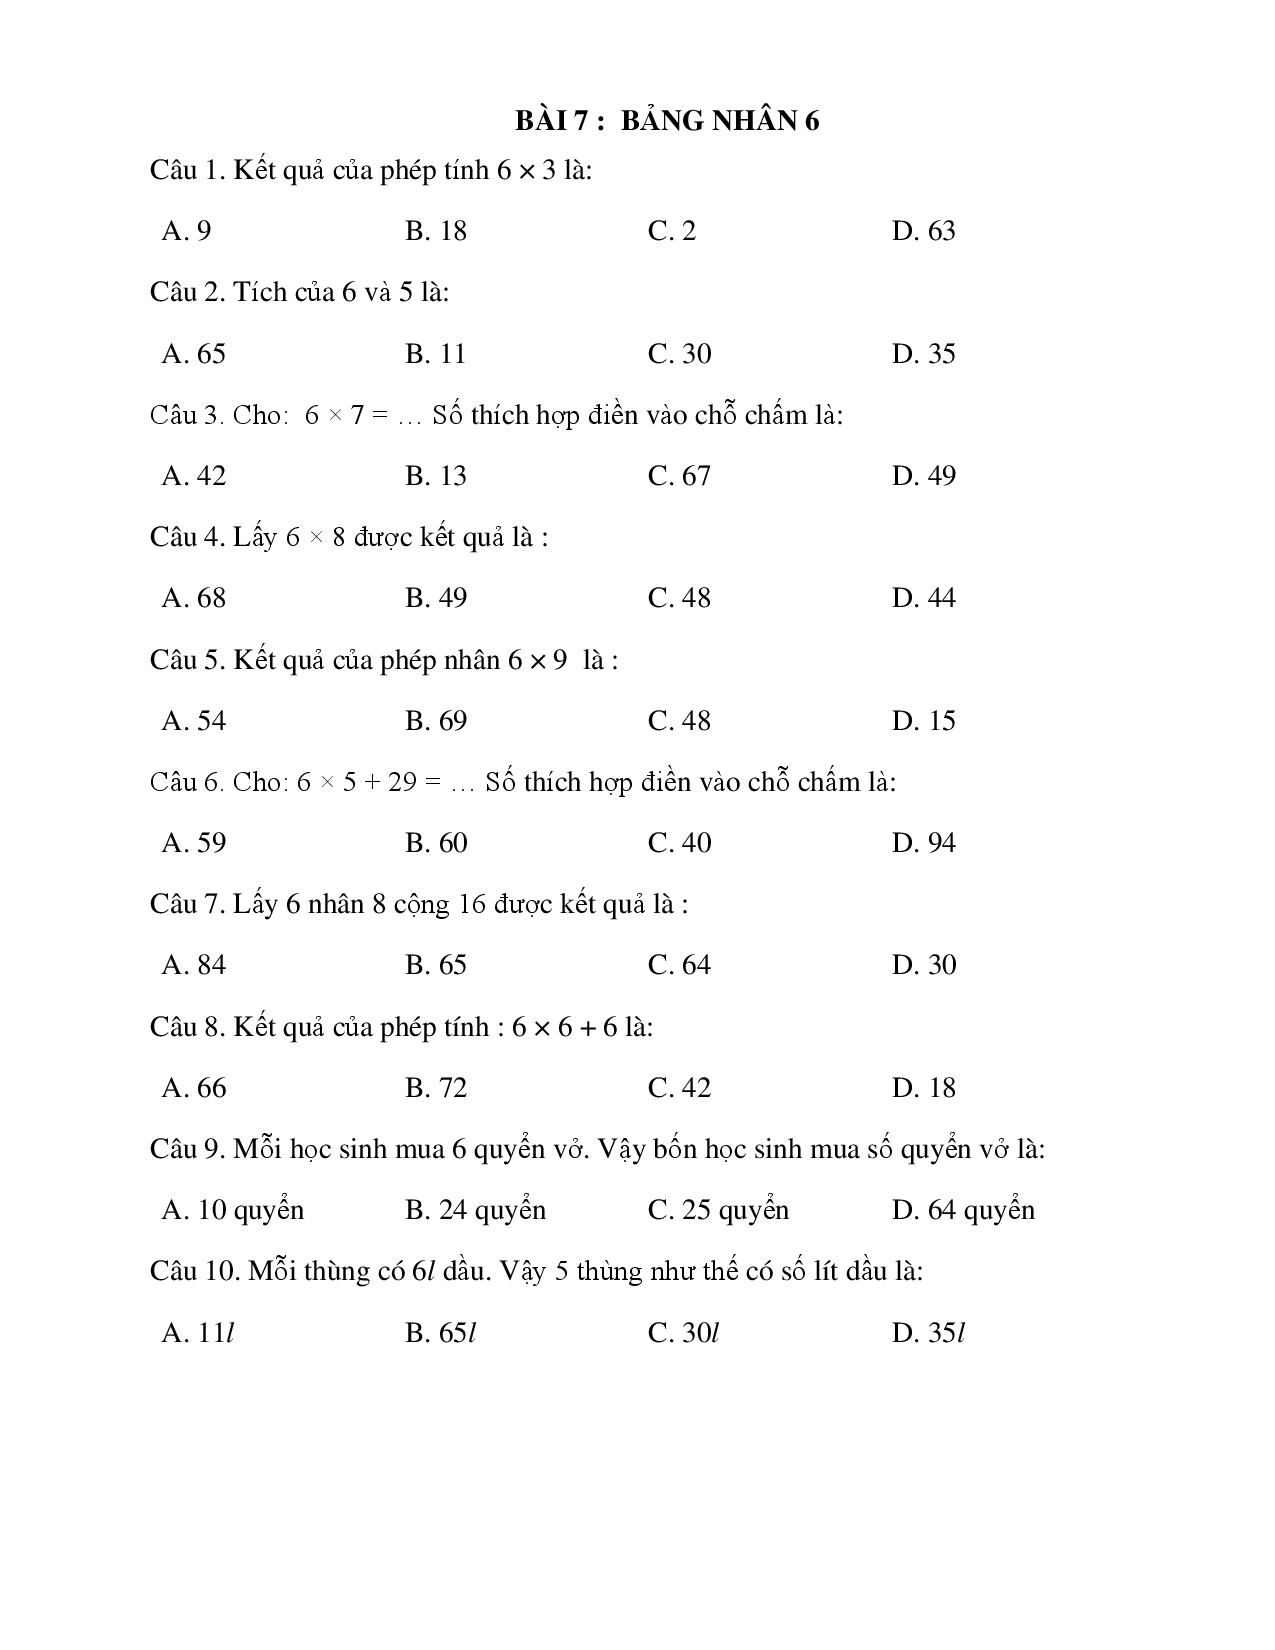 BÀI 7 :  BẢNG NHÂN 6
Câu 1. Kết quả của phép tính 6 × 3 là:
A. 9 B. 18 C. 2 D. 63
Câu 2. Tích của 6 và 5 là:
A. 65 B. 11 C. 30 D. 35
Câu 3. Cho:  6 × 7 = … Số thích hợp điền vào chỗ chấm là:
A. 42 B. 13 C. 67 D. 49
Câu 4. Lấy 6 × 8 được kết quả là :
A. 68 B. 49 C. 48 D. 44
Câu 5. Kết quả của phép nhân 6 × 9  là :
A. 54 B. 69 C. 48 D. 15
Câu 6. Cho: 6 × 5 + 29 = … Số thích hợp điền vào chỗ chấm là:
A. 59 B. 60 C. 40 D. 94
Câu 7. Lấy 6 nhân 8 cộng 16 được kết quả là :
A. 84 B. 65 C. 64 D. 30
Câu 8. Kết quả của phép tính : 6 × 6 + 6 là:
A. 66 B. 72 C. 42 D. 18
Câu 9. Mỗi học sinh mua 6 quyển vở. Vậy bốn học sinh mua số quyển vở là:
A. 10 quyển B. 24 quyển C. 25 quyển D. 64 quyển
Câu 10. Mỗi thùng có 6l dầu. Vậy 5 thùng như thế có số lít dầu là:
A. 11l B. 65l C. 30l D. 35l